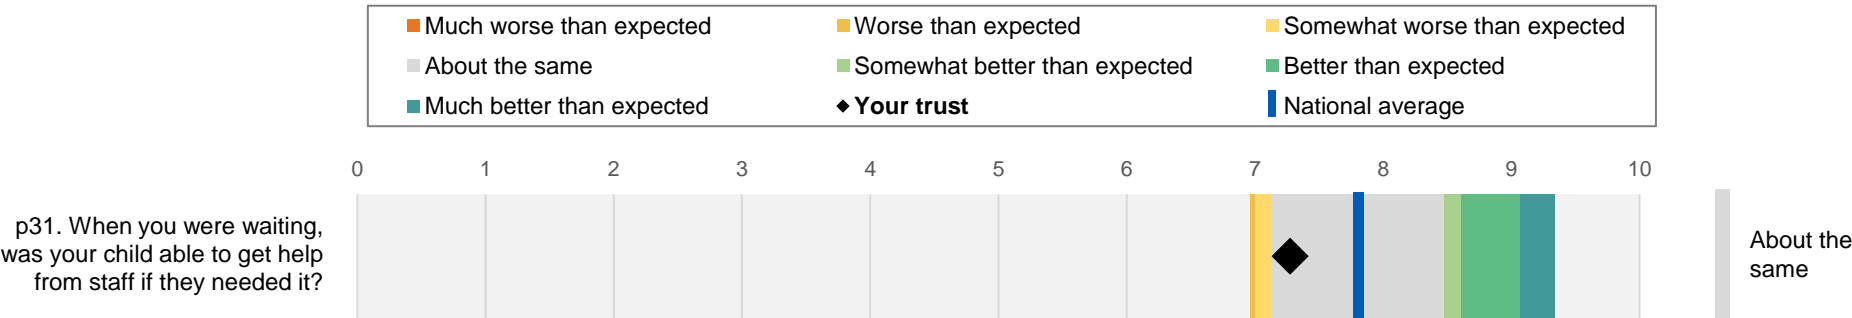 Much worse than expected
Worse than expected
Somewhat worse than expected
About the same
Somewhat better than expected
Better than expected
Much better than expected
Your trust
National average
0 1 2 3 4 5 6 7 8 9 10
p31. When you were waiting,
was your child able to get help
from staff if they needed it?
About the
same